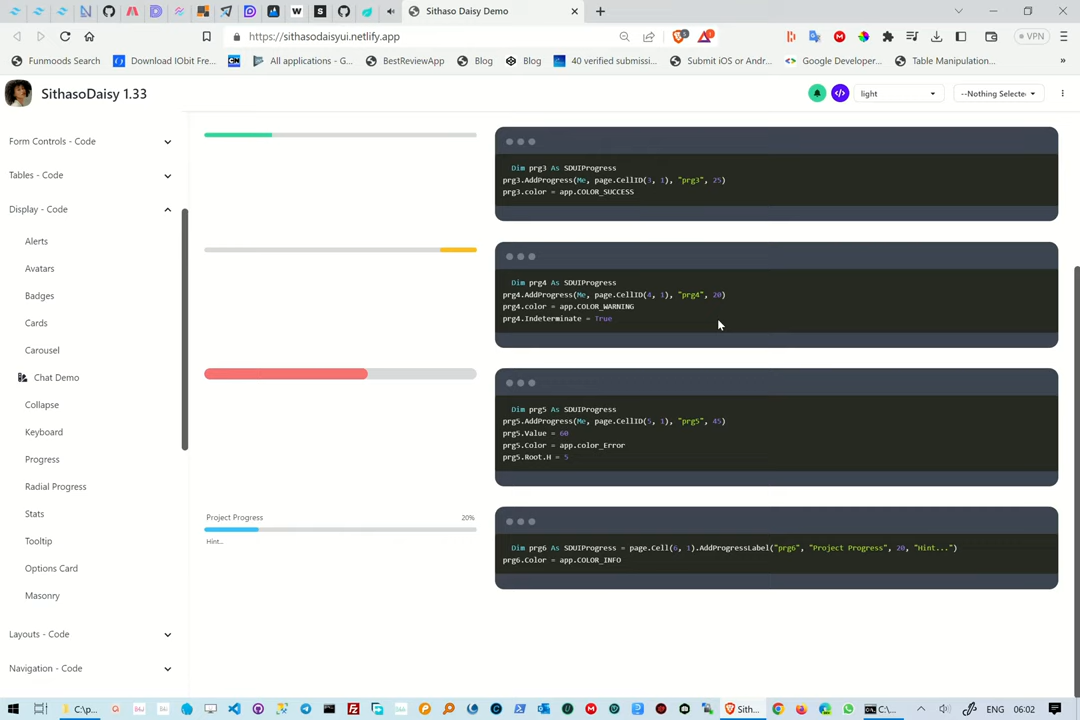 Sithaso Daisy Demo
https://sithasodaisyui.netlify.app
VPN
Funmoods Search
Download IObit Fre...
All applications - G...
BestReviewApp
Blog
Blog
40 verified submissi...
Submit iOS or Andr...
Google Developer...
Table Manipulation...
»
SithasoDaisy 1.33
light
--Nothing Selecte
Form Controls - Code
Tables - Code
Display - Code
Alerts
Avatars
Badges
Cards
Carousel
Chat Demo
Collapse
Keyboard
Progress
Radial Progress
Stats
Tooltip
Options Card
Masonry
Layouts - Code
Navigation - Code
Dim prg3 As SDUIProgress
prg3.AddProgress(Me, page.CellID(3, 1), "prg3", 25)
prg3.color = app.COLOR_SUCCESS
Dim prg4 As SDUIProgress
prg4.AddProgress(Me, page.CellID(4, 1), "prg4", 20)
prg4.color = app.COLOR_WARNING
prg4.Indeterminate = True
Dim prg5 As SDUIProgress
prg5.AddProgress(Me, page.CellID(5, 1), "prg5", 45)
prg5.Value = 60
prg5.Color = app.color_Error
prg5.Root.H = 5
Project Progress 20%
Hint...
Dim prg6 As SDUIProgress = page.Cell(6, 1).AddProgressLabel("prg6", "Project Progress", 20, "Hint...")
prg6.Color = app.COLOR_INFO
C:\p...
Sith...
C:\...
ENG
06:02